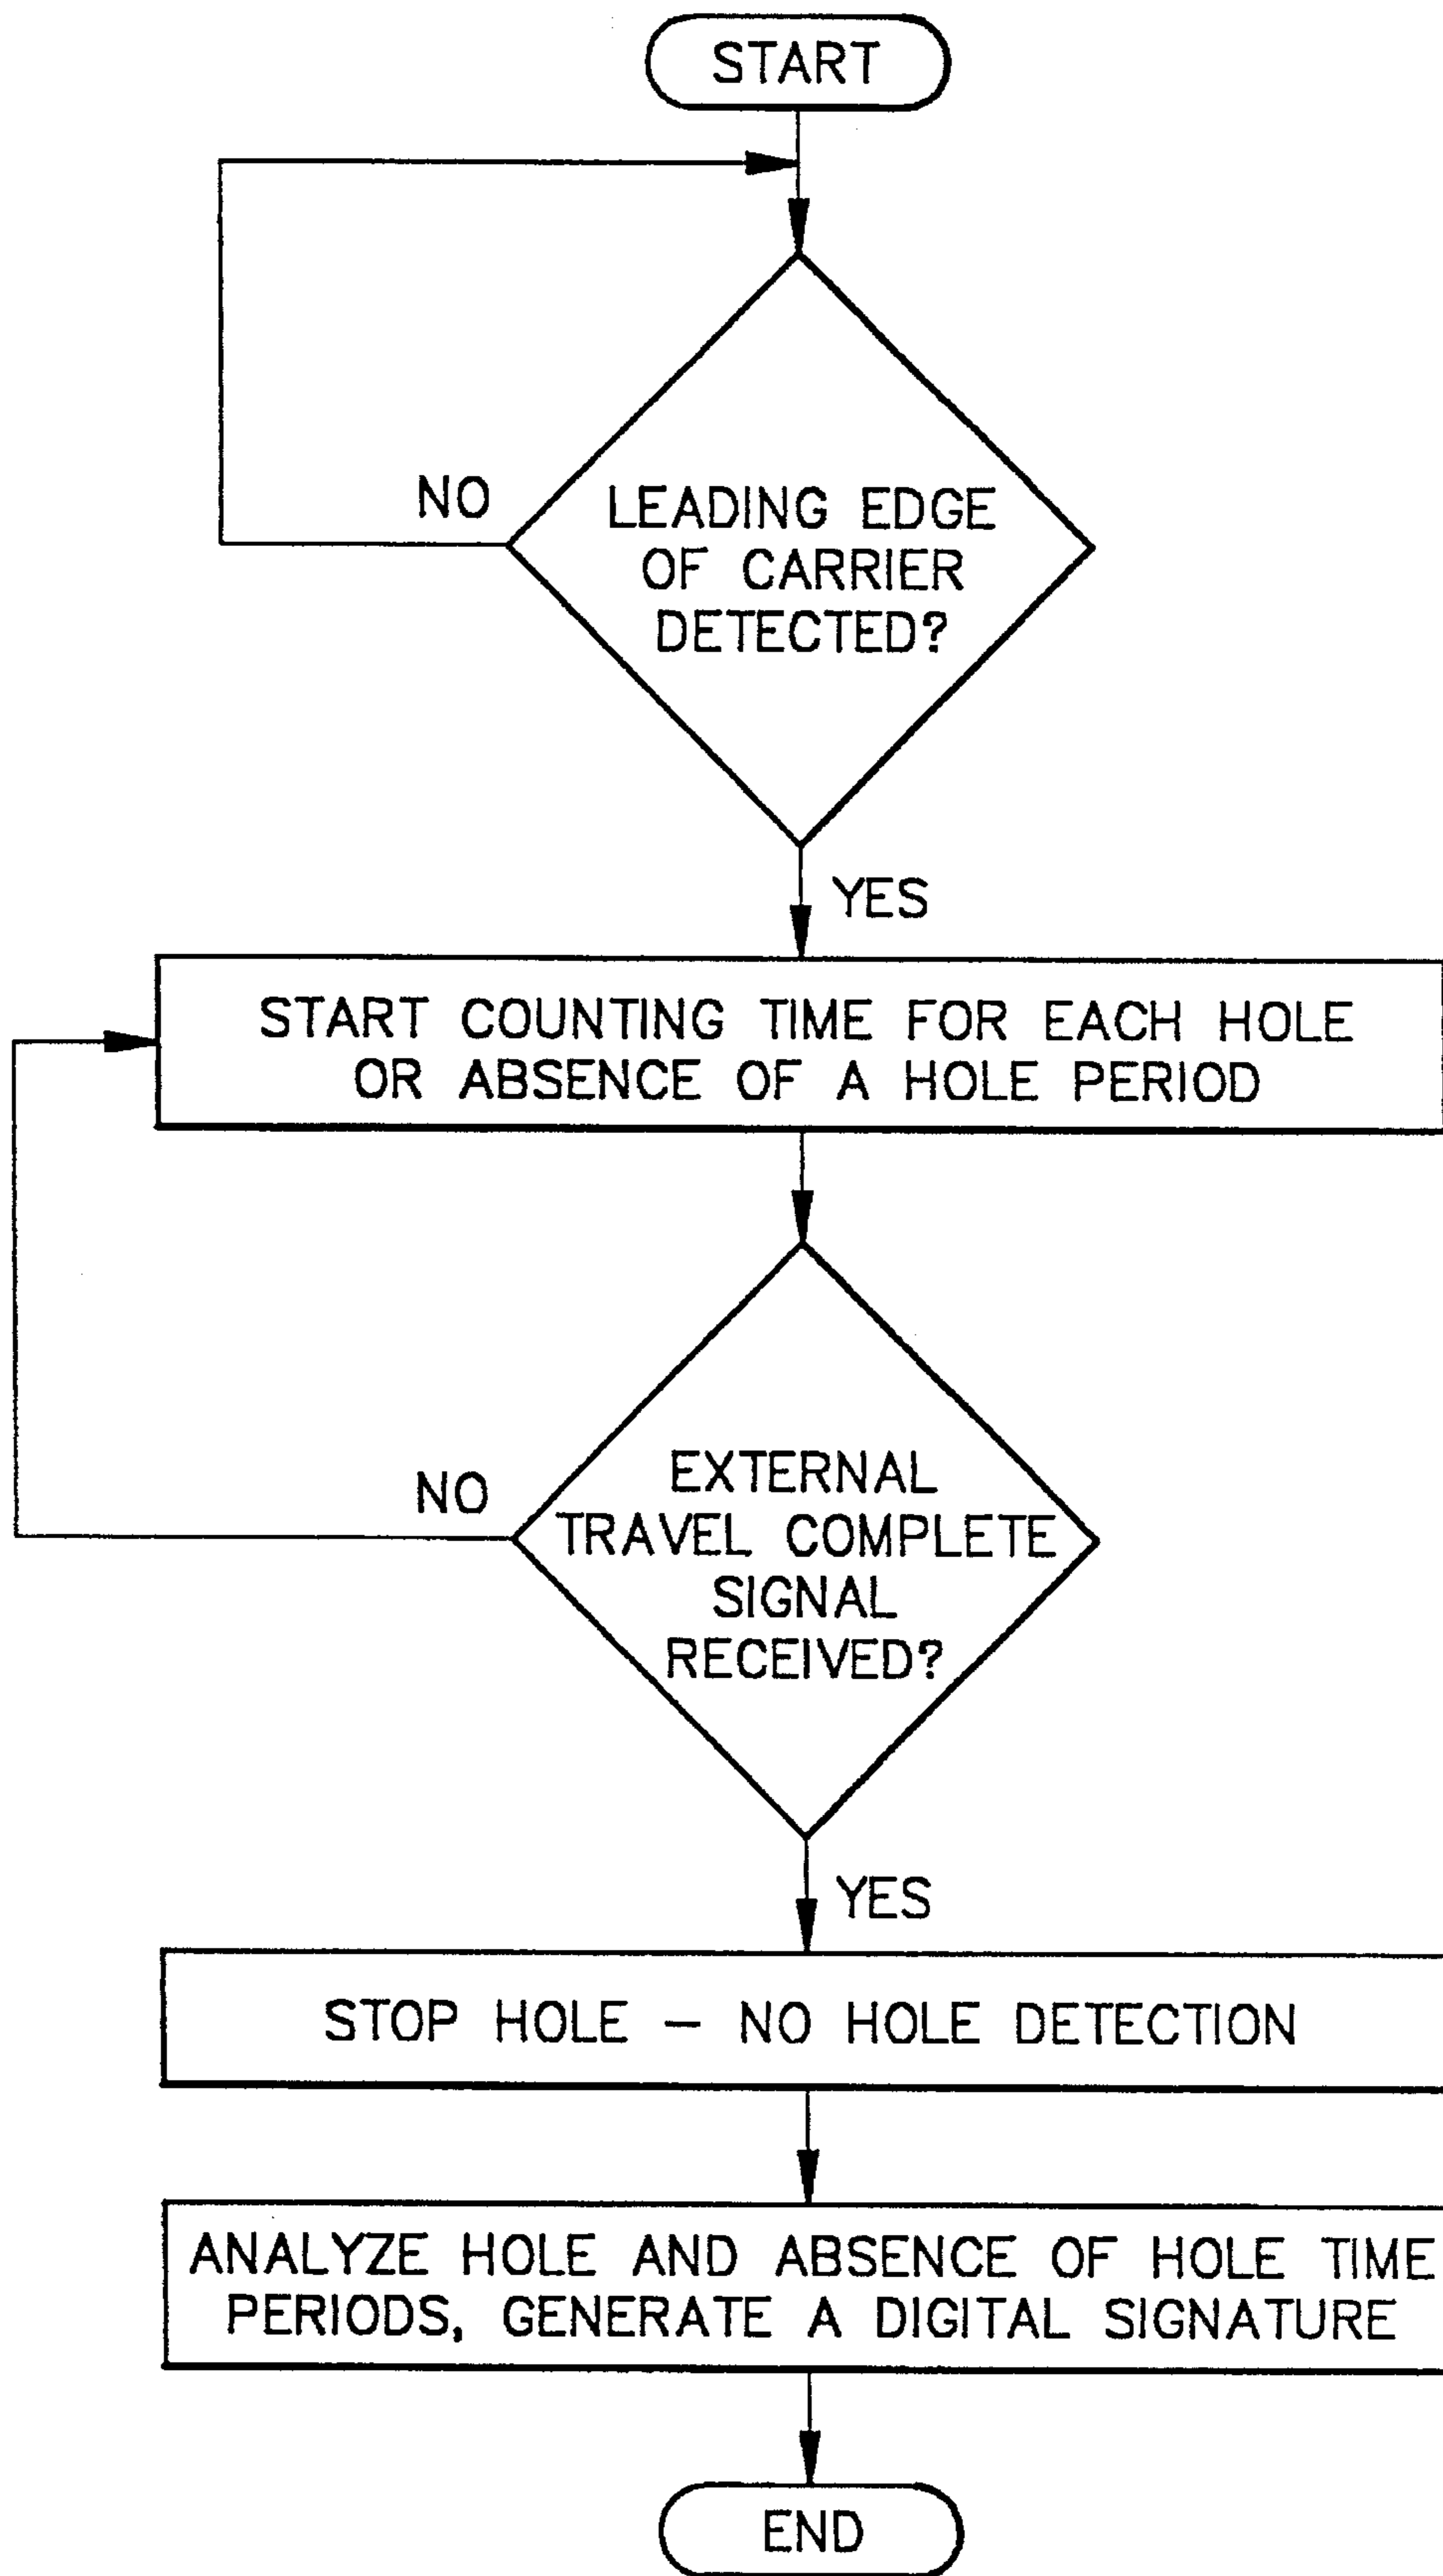 START
NO
LEADING EDGE
OF CARRIER
DETECTED?
YES
START COUNTING TIME FOR EACH HOLE
OR ABSENCE OF A HOLE PERIOD
NO
EXTERNAL
TRAVEL COMPLETE
SIGNAL
RECEIVED?
YES
STOP HOLE – NO HOLE DETECTION
ANALYZE HOLE AND ABSENCE OF HOLE TIME
PERIODS, GENERATE A DIGITAL SIGNATURE
END